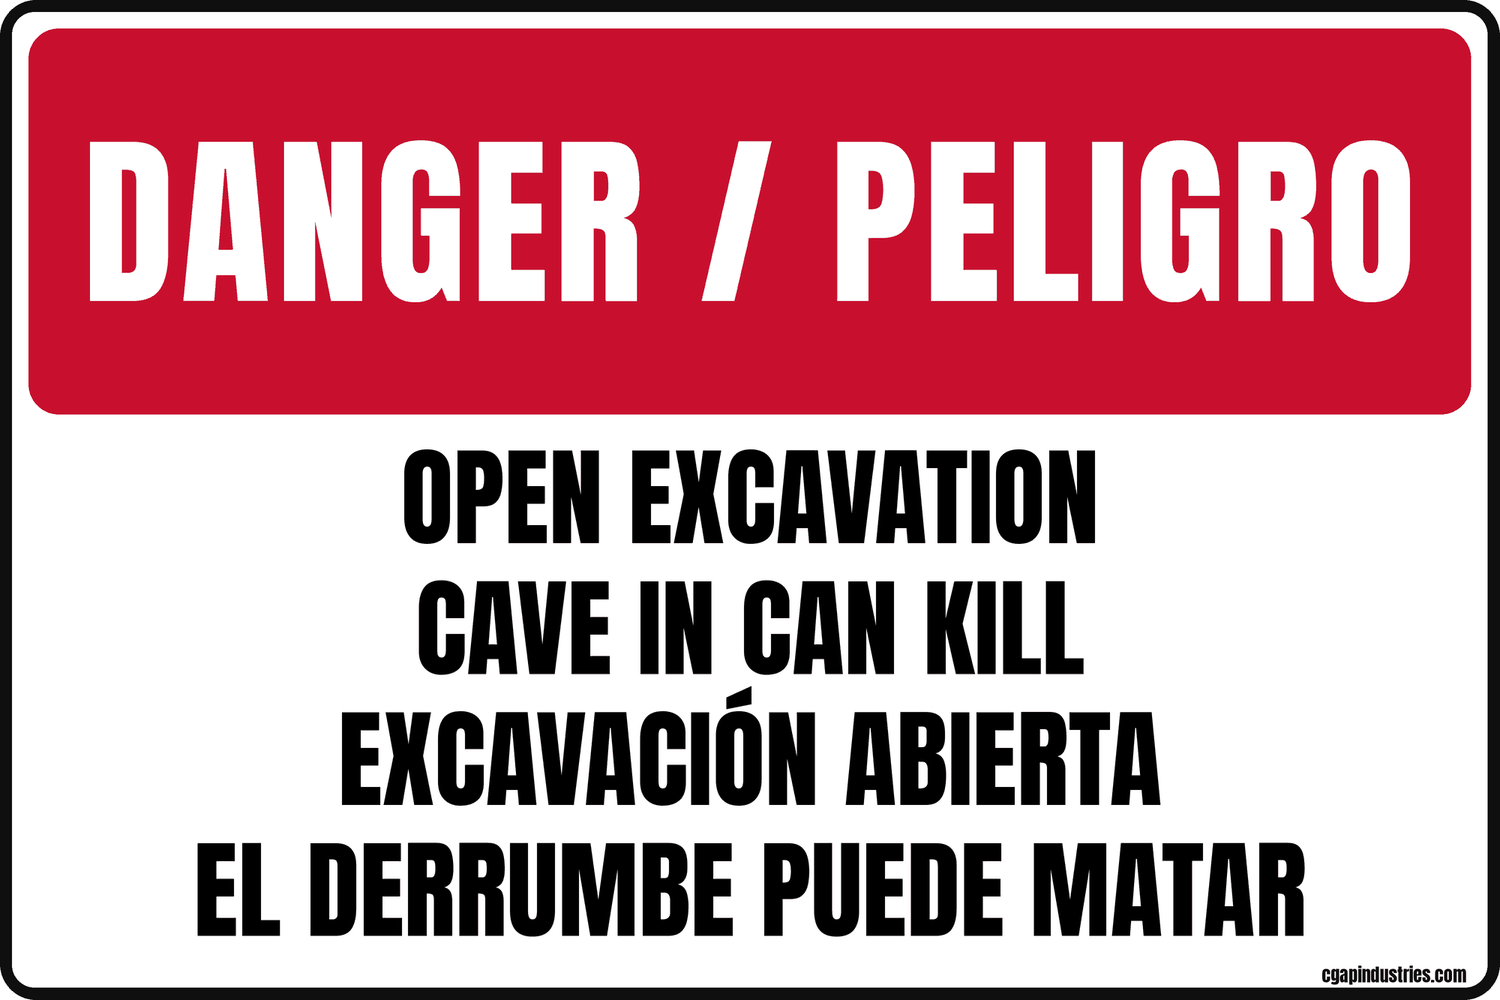 DANGER / PELIGRO
OPEN EXCAVATION
CAVE IN CAN KILL
EXCAVACIÓN ABIERTA
EL DERRUMBE PUEDE MATAR
cgapindustries.com